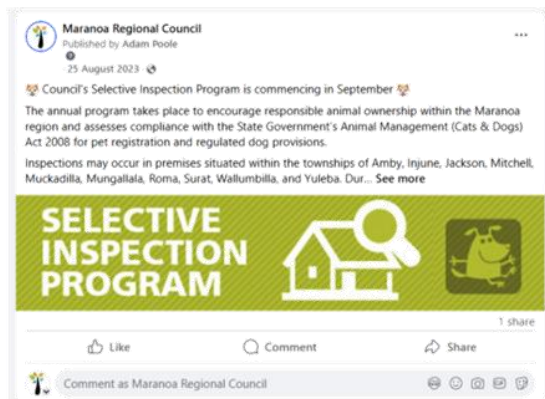 Maranoa Regional Council
Published by Adam Poole
25 August 2023 ·
Council's Selective Inspection Program is commencing in September
The annual program takes place to encourage responsible animal ownership within the Maranoa
region and assesses compliance with the State Government's Animal Management (Cats & Dogs)
Act 2008 for pet registration and regulated dog provisions.
Inspections may occur in premises situated within the townships of Amby, Injune, Jackson, Mitchell,
Muckadilla, Mungallala, Roma, Surat, Wallumbilla, and Yuleba. Dur... See more
SELECTIVE
INSPECTION
PROGRAM
1 share
Like
Comment
Share
Comment as Maranoa Regional Council